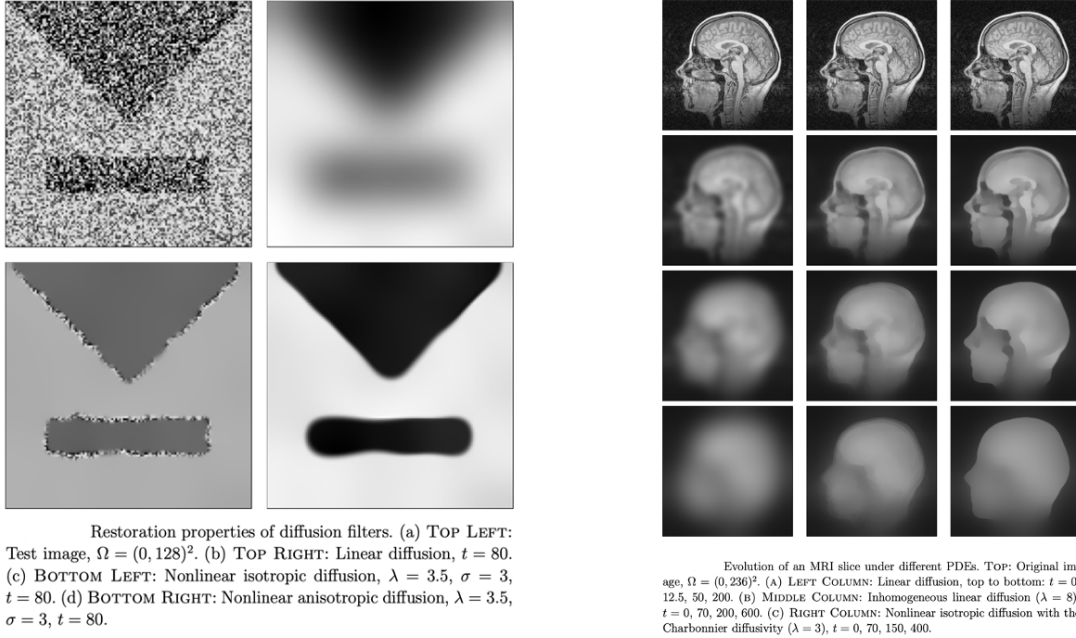 Restoration properties of diffusion filters. (a) TOP LEFT:
Test image, Ω = (0, 128)². (b) TOP RIGHT: Linear diffusion, t = 80.
(c) BOTTOM LEFT: Nonlinear isotropic diffusion, λ = 3.5, σ = 3,
t = 80. (d) BOTTOM RIGHT: Nonlinear anisotropic diffusion, λ = 3.5,
σ = 3, t = 80.
Evolution of an MRI slice under different PDEs. TOP: Original im
age, Ω = (0, 236)². (A) LEFT COLUMN: Linear diffusion, top to bottom: t = 0
12.5, 50, 200. (B) MIDDLE COLUMN: Inhomogeneous linear diffusion (λ = 8)
t = 0, 70, 200, 600. (C) RIGHT COLUMN: Nonlinear isotropic diffusion with the
Charbonnier diffusivity (λ = 3), t = 0, 70, 150, 400.